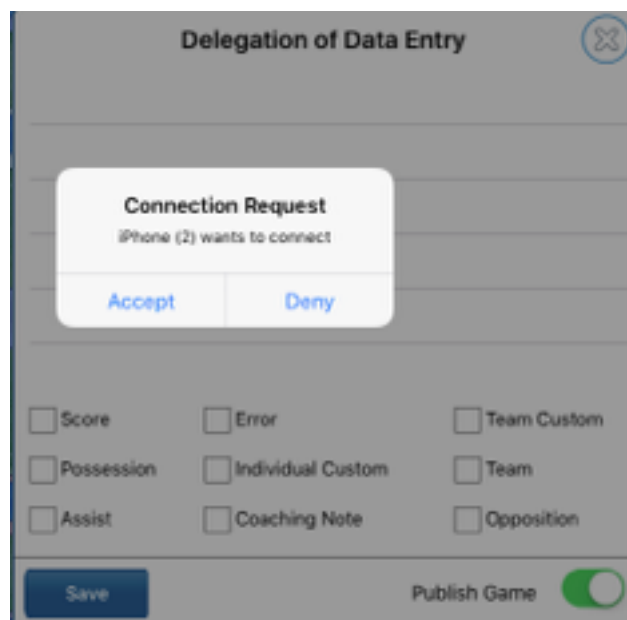 Delegation of Data Entry
Connection Request
iPhone (2) wants to connect
Accept Deny
Score Error Team Custom
Possession Individual Custom Team
Assist Coaching Note Opposition
Save Publish Game